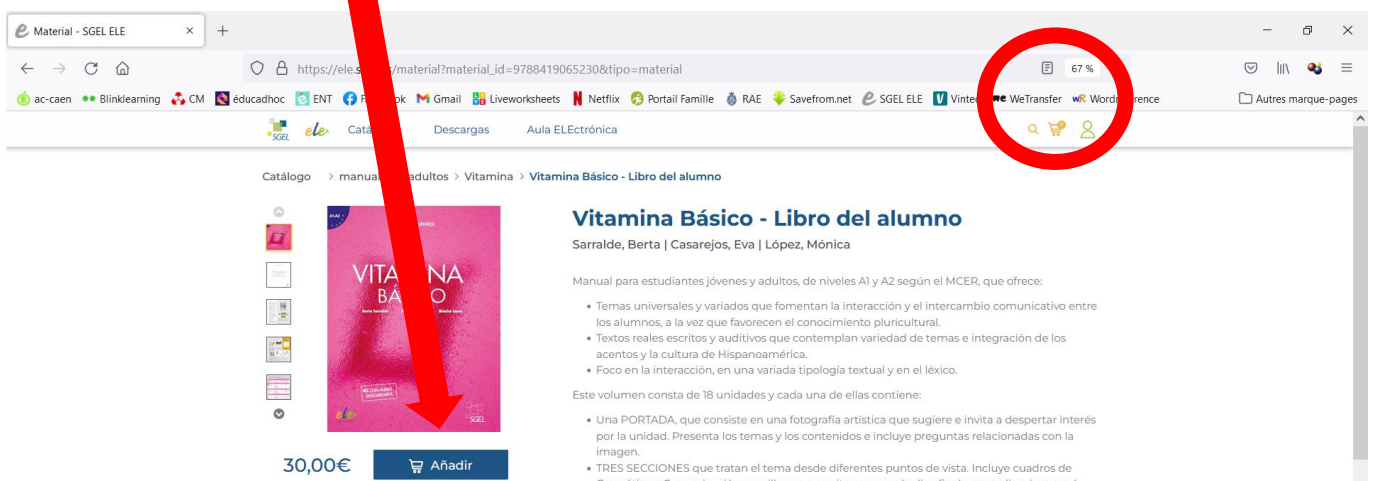 Material - SGEL ELE
67 %
ac-caen Blinklearning CM éducadhoc ENT Gmail Liveworksheets Netflix Portail Famille RAE Savefrom.net SGEL ELE WeTransfer Autres marque-pages
SGEL ele Descargas Aula ELEctrónica 0
Catálogo > adultos > Vitamina > Vitamina Básico - Libro del alumno
Vitamina Básico - Libro del alumno
Sarralde, Berta | Casarejos, Eva | López, Mónica
Manual para estudiantes jóvenes y adultos, de niveles A1 y A2 según el MCER, que ofrece:
• Temas universales y variados que fomentan la interacción y el intercambio comunicativo entre
los alumnos, a la vez que favorecen el conocimiento pluricultural.
• Textos reales escritos y auditivos que contemplan variedad de temas e integración de los
acentos y la cultura de Hispanoamérica.
• Foco en la interacción, en una variada tipología textual y en el léxico.
Este volumen consta de 18 unidades y cada una de ellas contiene:
• Una PORTADA, que consiste en una fotografía artística que sugiere e invita a despertar interés
por la unidad. Presenta los temas y los contenidos e incluye preguntas relacionadas con la
imagen.
• TRES SECCIONES que tratan el tema desde diferentes puntos de vista. Incluye cuadros de
A1-A2
ele
SGEL
30,00€ Añadir